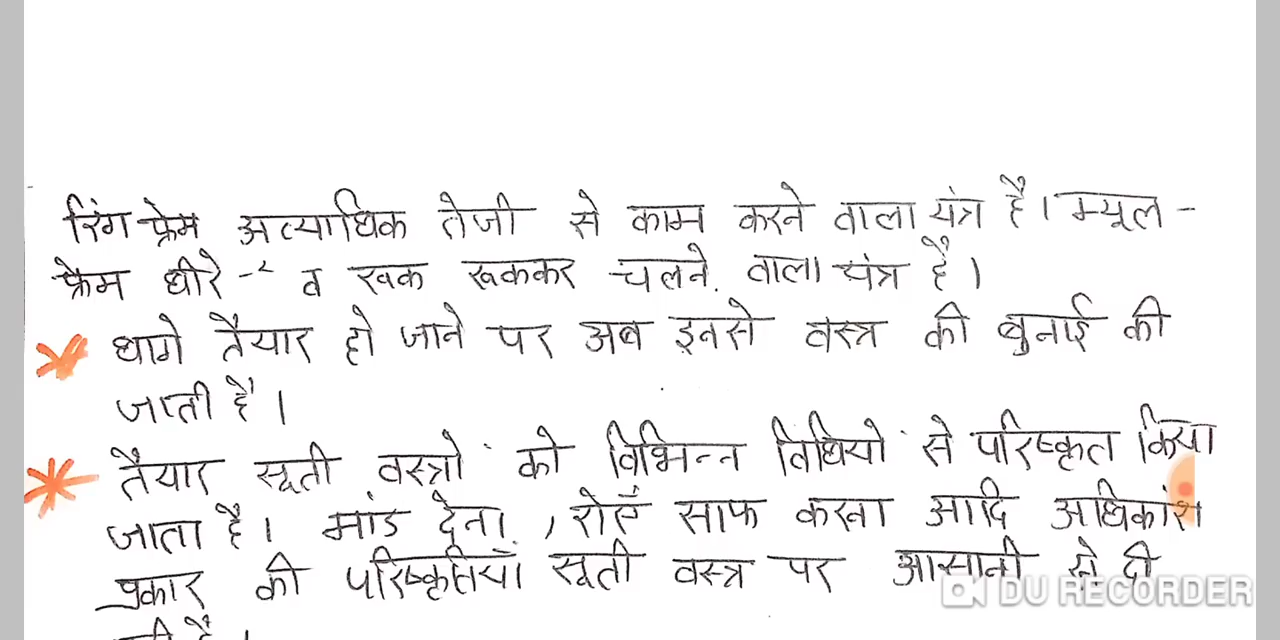 रिंग फ्रेम अत्याधिक तेजी से काम करने वाला यंत्र है। म्यूल -
फ्रेम धीरे -२ व रुक रुककर चलने वाला यंत्र है।
धागे तैयार हो जाने पर अब इनसे वस्त्र की बुनाई की
जाती है।
तैयार सूती वस्त्रों को विभिन्न विधियों से परिष्कृत किया
जाता है। मांड देना, रोएँ साफ करना आदि अधिकांश
प्रकार की परिष्कृतियाँ सूती वस्त्र पर आसानी से दी
DU RECORDER